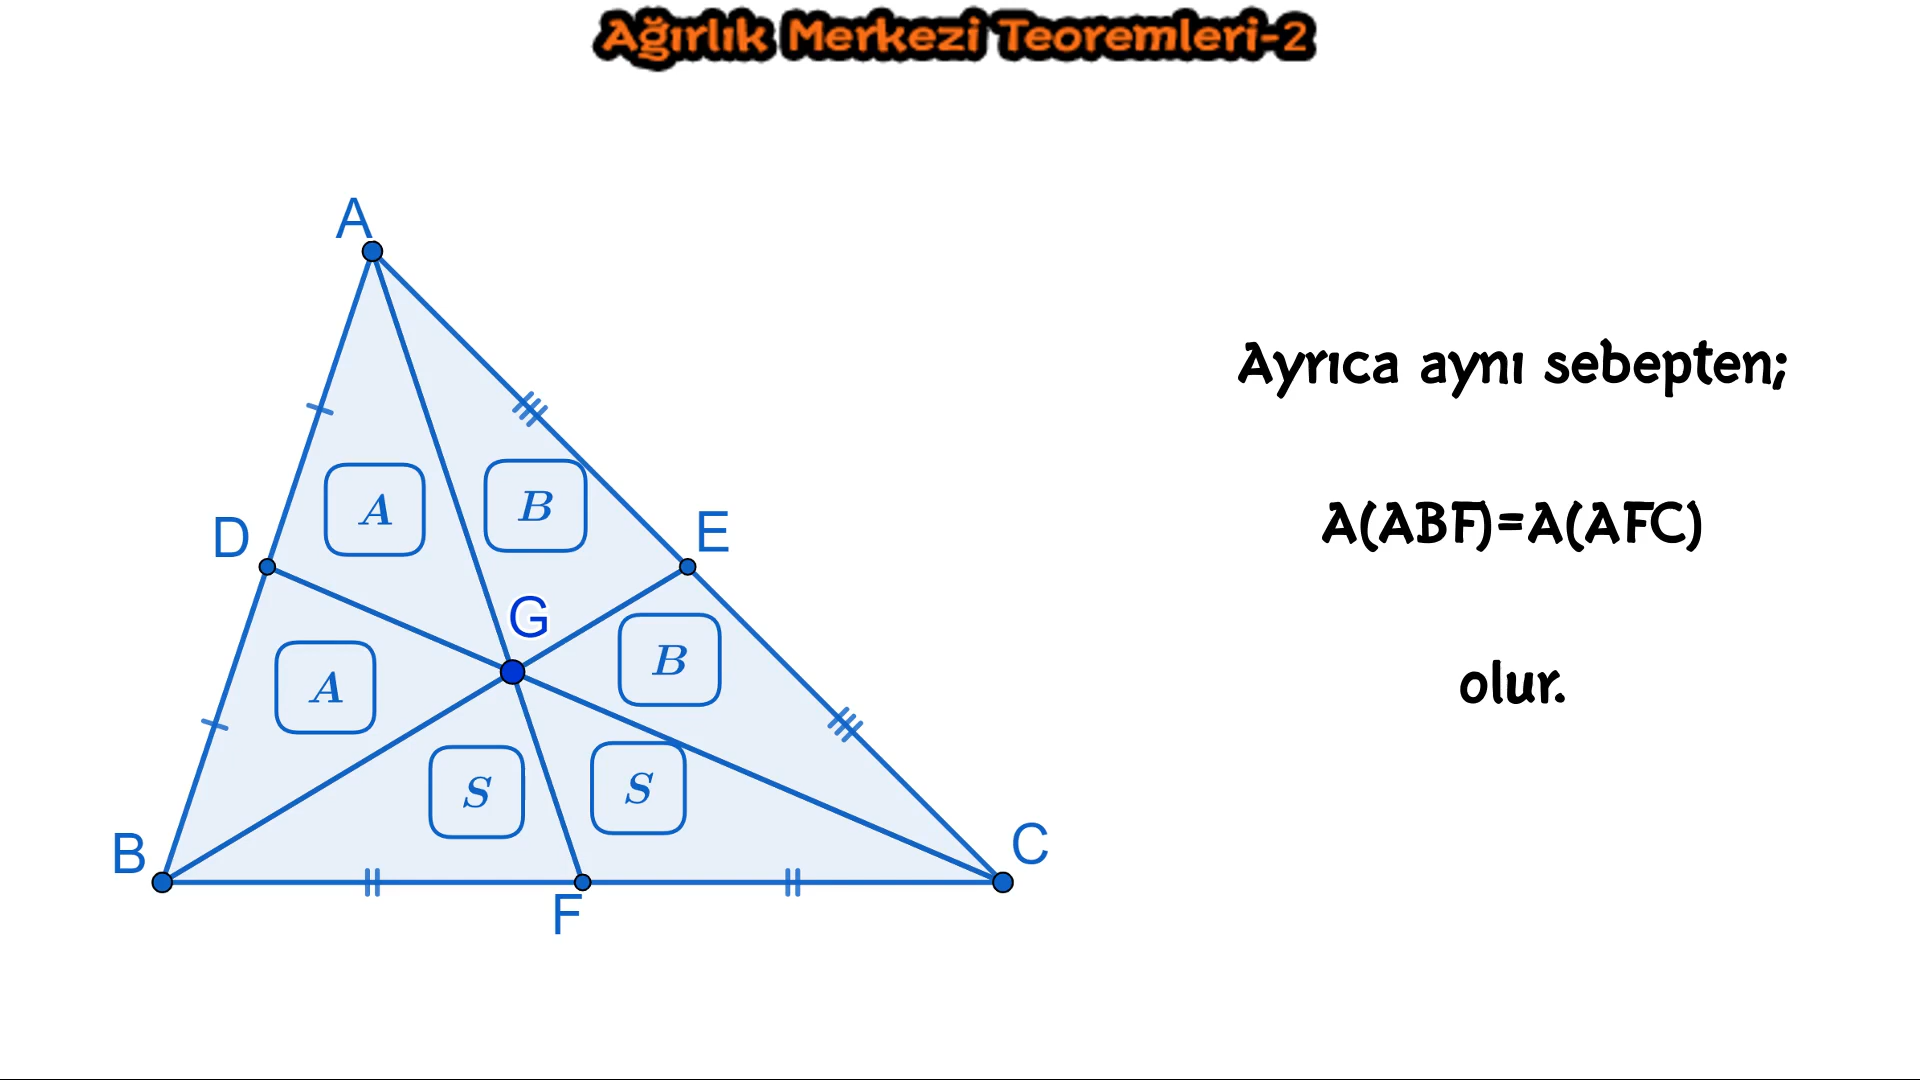 Ağırlık Merkezi Teoremleri-2
A
Ayrıca aynı sebepten;
A
B
A(ABF)=A(AFC)
D
E
G
B
A
olur.
S
S
B
C
F